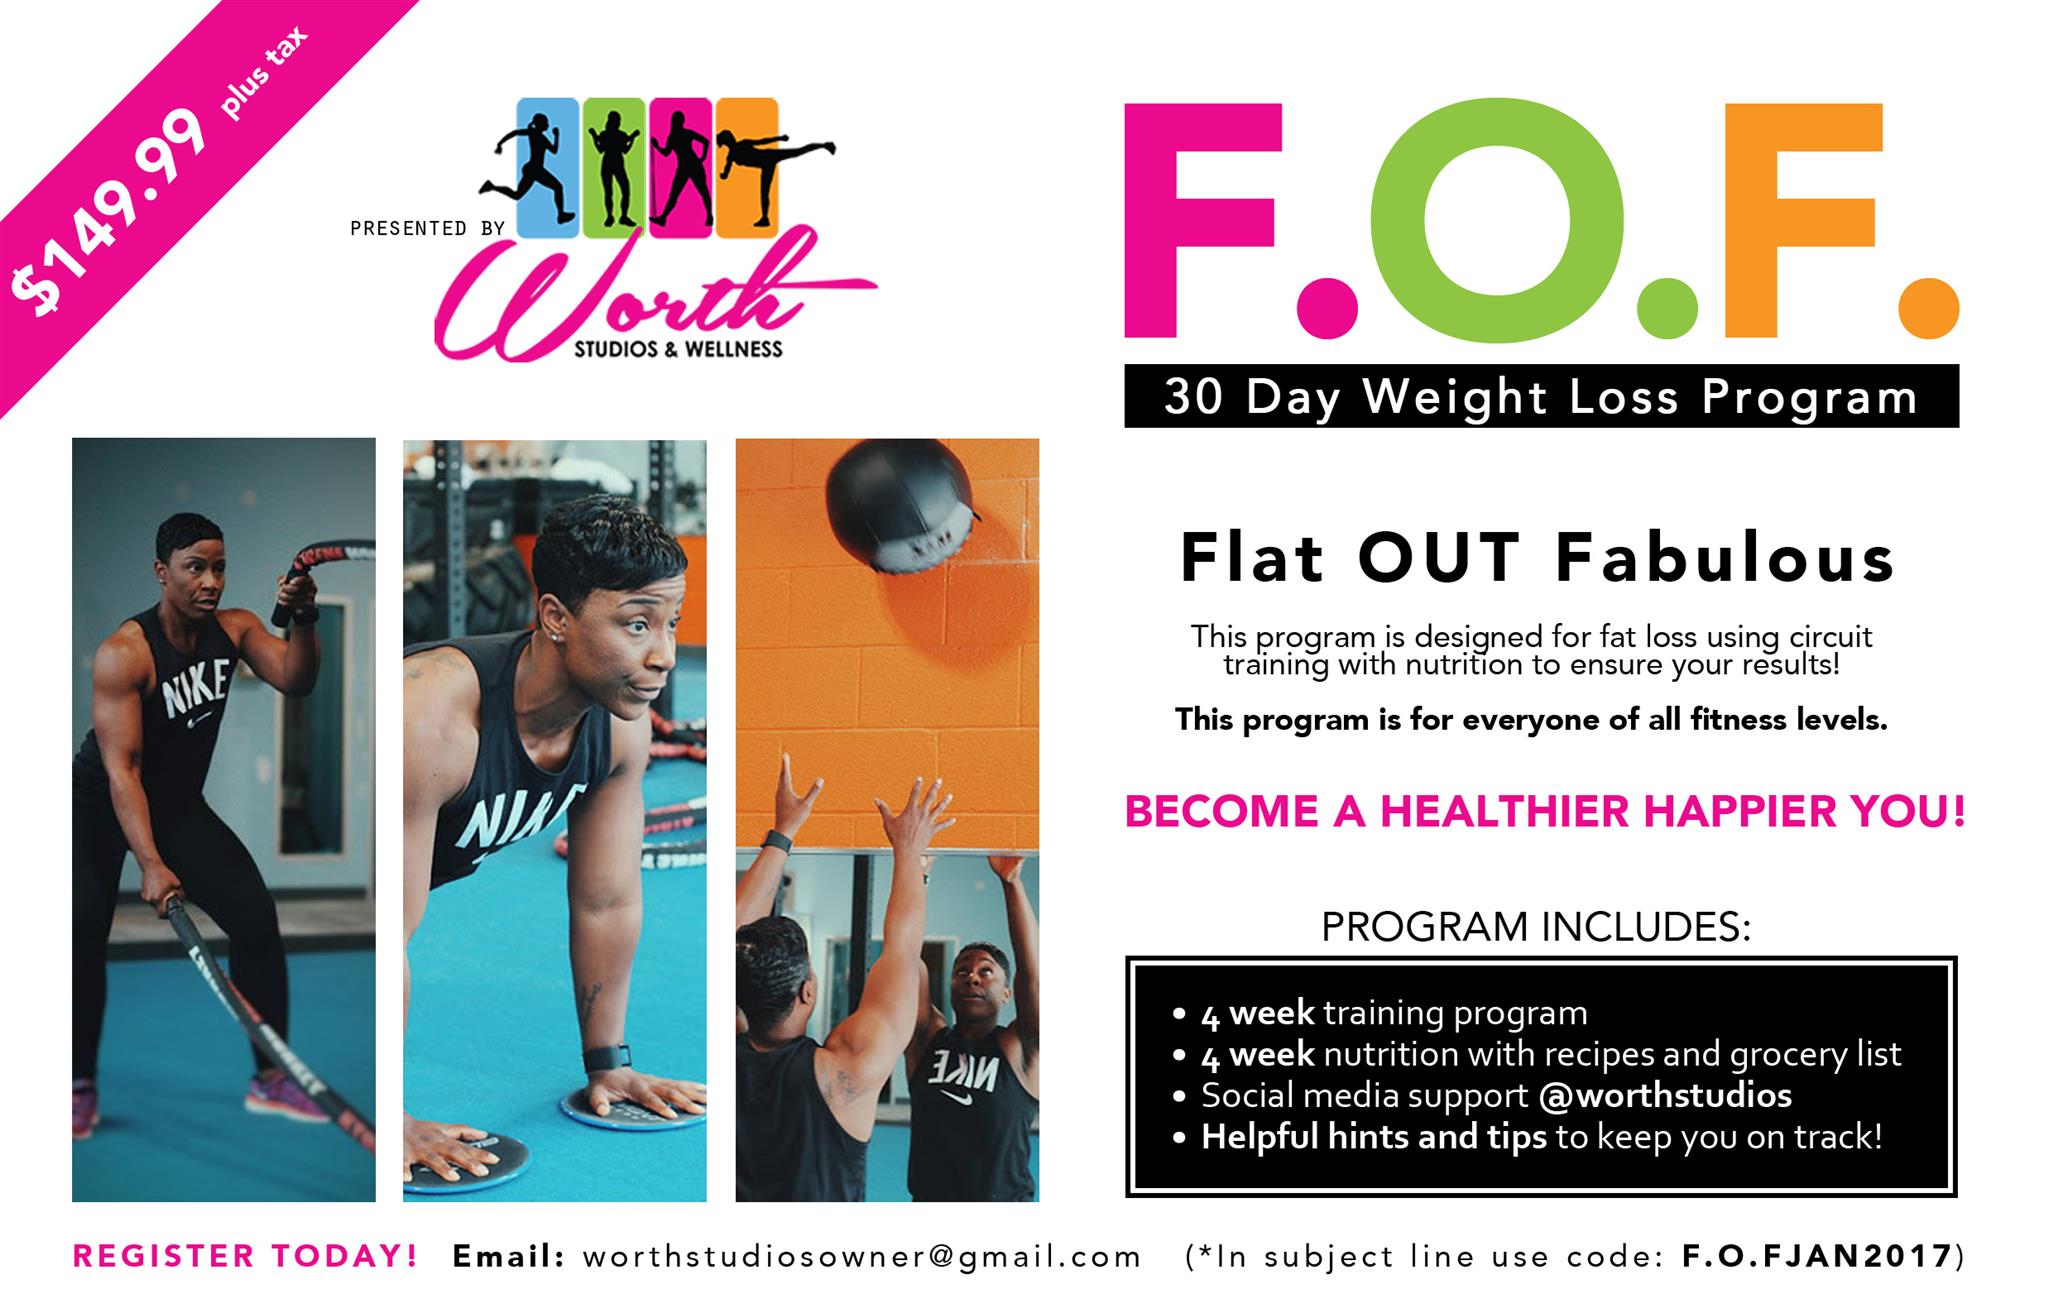 $149.99 plus tax
PRESENTED BY
Worth
STUDIOS & WELLNESS
F.O.F.
30 Day Weight Loss Program
NIKE
NIKE
NIKE
Flat OUT Fabulous
This program is designed for fat loss using circuit
training with nutrition to ensure your results!
This program is for everyone of all fitness levels.
BECOME A HEALTHIER HAPPIER YOU!
PROGRAM INCLUDES:
• 4 week training program
• 4 week nutrition with recipes and grocery list
• Social media support @worthstudios
• Helpful hints and tips to keep you on track!
REGISTER TODAY! Email: worthstudiosowner@gmail.com (*In subject line use code: F.O.FJAN2017)